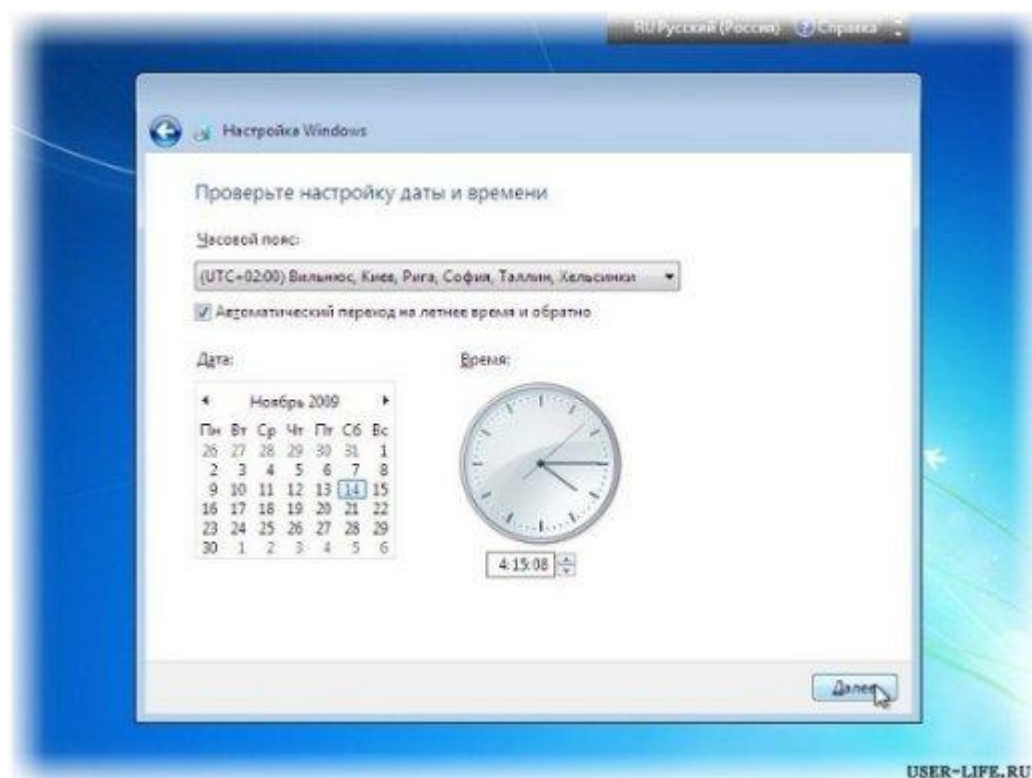 RU Русский (Россия) Справка
Настройка Windows
Проверьте настройку даты и времени
Часовой пояс:
(UTC+02:00) Вильнюс, Киев, Рига, София, Таллин, Хельсинки
Автоматический переход на летнее время и обратно
Дата: Время:
Ноябрь 2009
Пн Вт Ср Чт Пт Сб Вс
26 27 28 29 30 31 1
2 3 4 5 6 7 8
9 10 11 12 13 14 15
16 17 18 19 20 21 22
23 24 25 26 27 28 29
30 1 2 3 4 5 6
4:15:08
Далее
USER-LIFE.RU